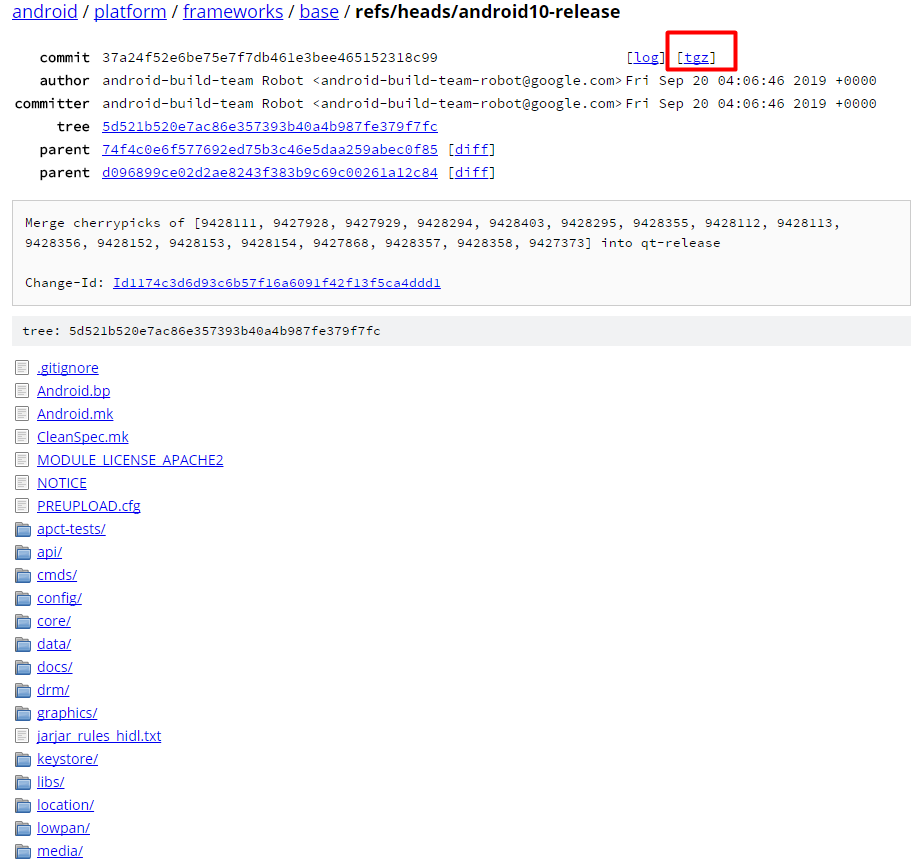 android / platform / frameworks / base / refs/heads/android10-release
commit 37a24f52e6be75e7f7db461e3bee465152318c99 [log] [tgz]
author android-build-team Robot <android-build-team-robot@google.com> Fri Sep 20 04:06:46 2019 +0000
committer android-build-team Robot <android-build-team-robot@google.com> Fri Sep 20 04:06:46 2019 +0000
tree 5d521b520e7ac86e357393b40a4b987fe379f7fc
parent 74f4c0e6f577692ed75b3c46e5daa259abec0f85 [diff]
parent d096899ce02d2ae8243f383b9c69c00261a12c84 [diff]
Merge cherrypicks of [9428111, 9427928, 9427929, 9428294, 9428403, 9428295, 9428355, 9428112, 9428113,
9428356, 9428152, 9428153, 9428154, 9427868, 9428357, 9428358, 9427373] into qt-release
Change-Id: Id1174c3d6d93c6b57f16a6091f42f13f5ca4ddd1
tree: 5d521b520e7ac86e357393b40a4b987fe379f7fc
.gitignore
Android.bp
Android.mk
CleanSpec.mk
MODULE_LICENSE_APACHE2
NOTICE
PREUPLOAD.cfg
apct-tests/
api/
cmds/
config/
core/
data/
docs/
drm/
graphics/
jarjar_rules_hidl.txt
keystore/
libs/
location/
lowpan/
media/